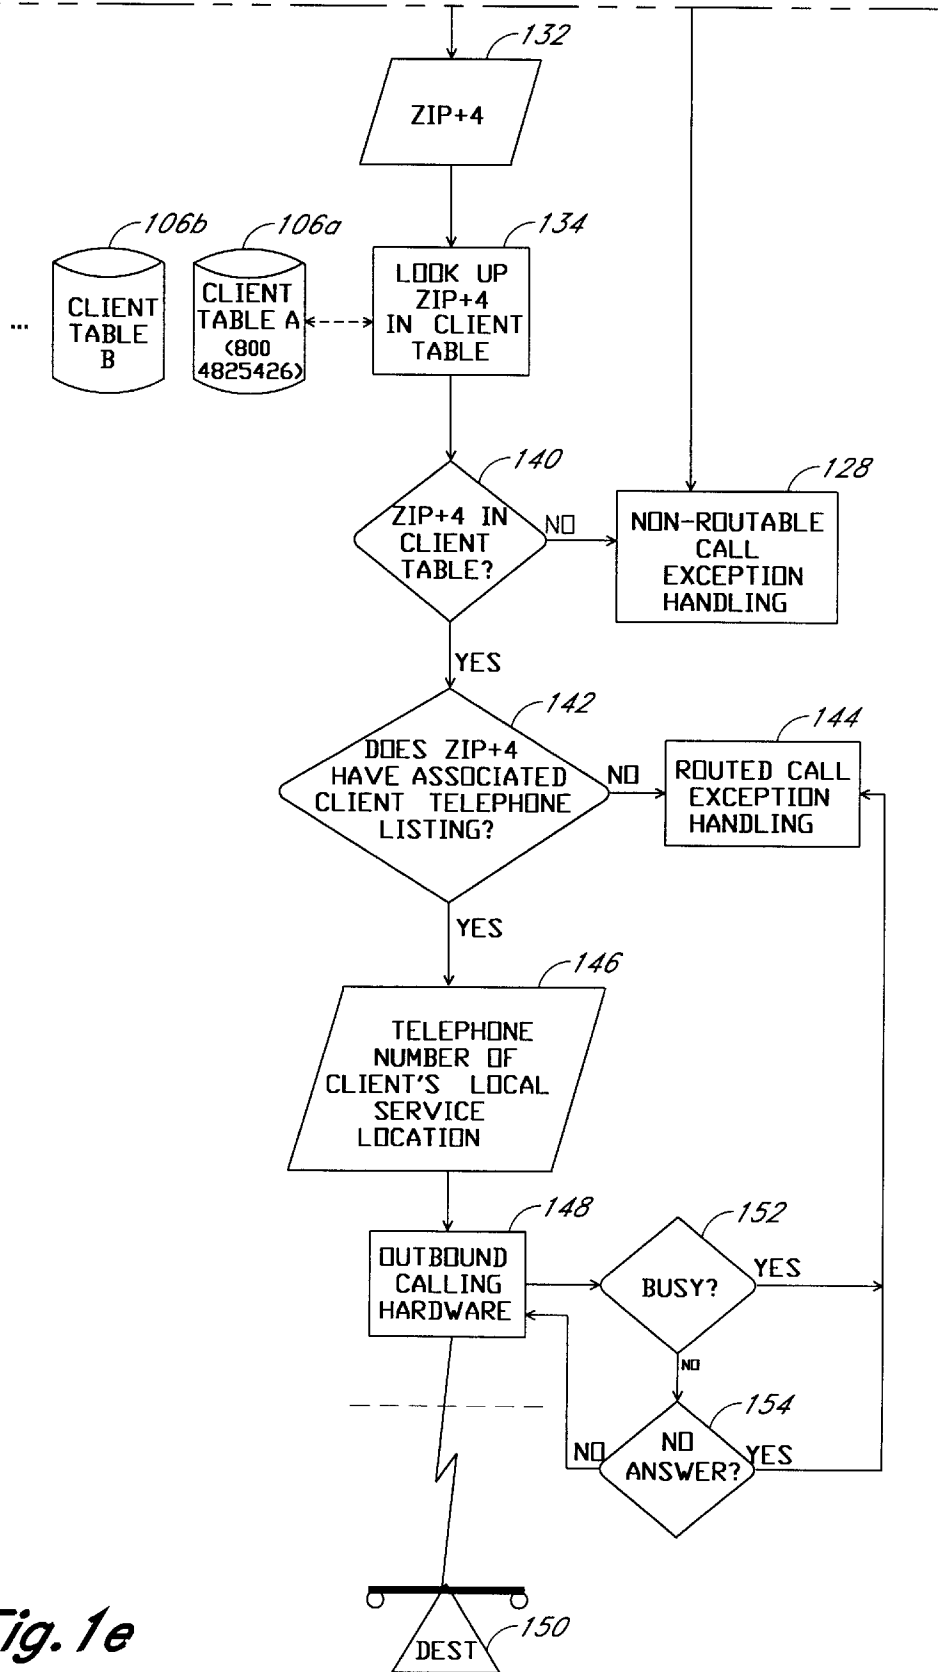 132
ZIP+4
106b
106a
134
...
CLIENT
TABLE
B
CLIENT
TABLE A
(800
4825426)
LOOK UP
ZIP+4
IN CLIENT
TABLE
140
ZIP+4 IN
CLIENT
TABLE?
NO
128
NON-ROUTABLE
CALL
EXCEPTION
HANDLING
YES
142
DOES ZIP+4
HAVE ASSOCIATED
CLIENT TELEPHONE
LISTING?
NO
144
ROUTED CALL
EXCEPTION
HANDLING
YES
146
TELEPHONE
NUMBER OF
CLIENT'S LOCAL
SERVICE
LOCATION
148
OUTBOUND
CALLING
HARDWARE
152
BUSY?
YES
NO
154
NO
ANSWER?
NO
YES
DEST
150
Fig. 1e